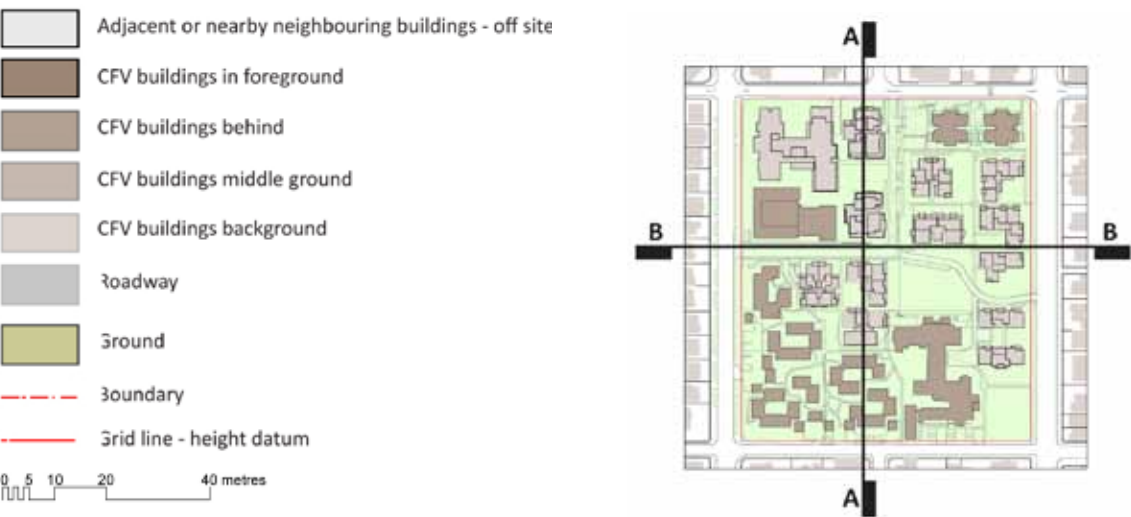 Adjacent or nearby neighbouring buildings - off site
CFV buildings in foreground
CFV buildings behind
CFV buildings middle ground
CFV buildings background
Roadway
Ground
Boundary
Grid line - height datum
0 5 10 20 40 metres
A
B B
A